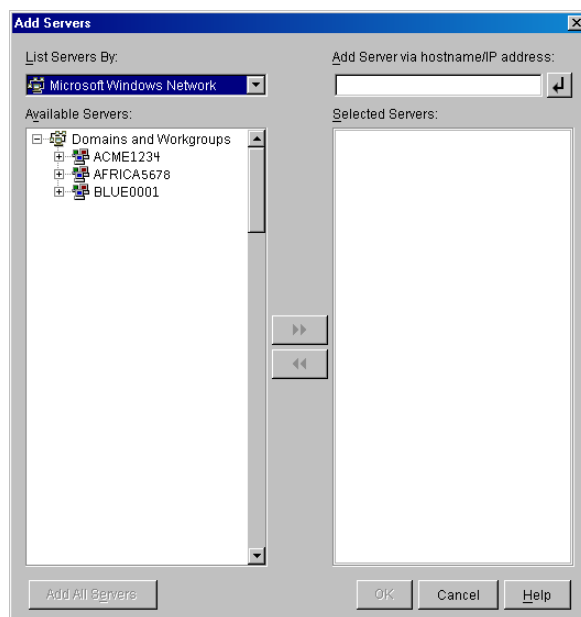 Add Servers
List Servers By:
Microsoft Windows Network
Add Server via hostname/IP address:
Available Servers:
Domains and Workgroups
ACME1234
AFRICA5678
BLUE0001
Selected Servers:
Add All Servers
OK
Cancel
Help